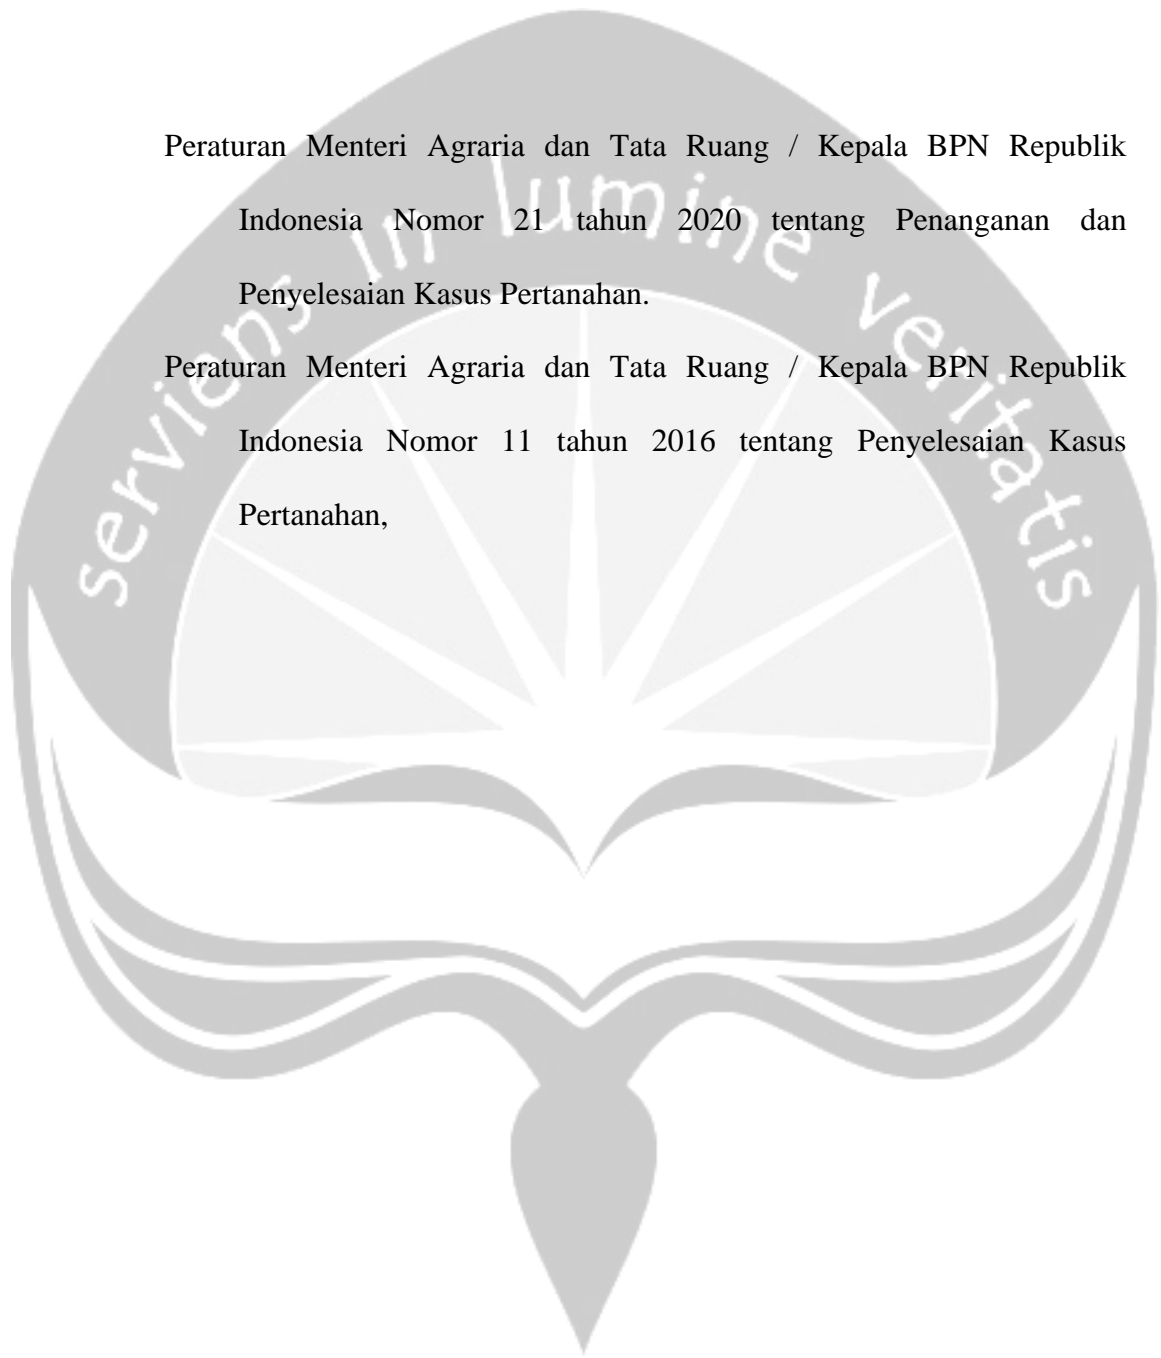 Peraturan Menteri Agraria dan Tata Ruang / Kepala BPN Republik
Indonesia Nomor 21 tahun 2020 tentang Penanganan dan
Penyelesaian Kasus Pertanahan.
Peraturan Menteri Agraria dan Tata Ruang / Kepala BPN Republik
Indonesia Nomor 11 tahun 2016 tentang Penyelesaian Kasus
Pertanahan,
serviens in lumine veritatis